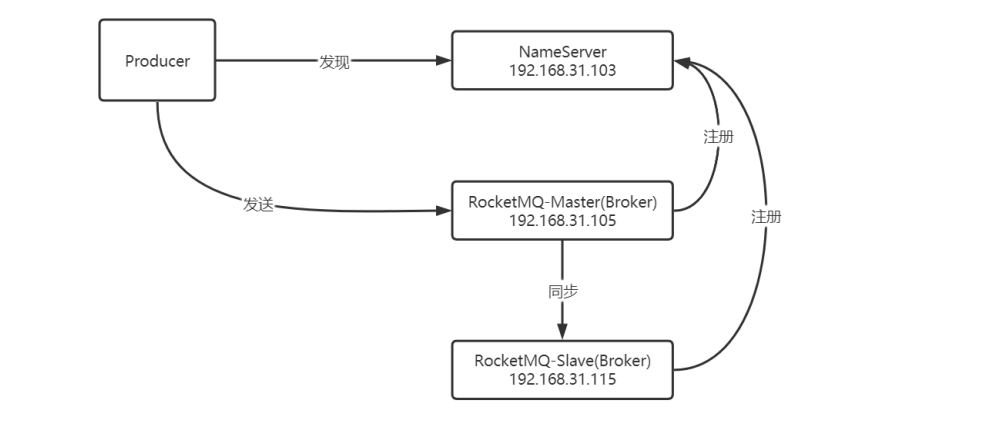 Producer
发现
NameServer
192.168.31.103
注册
发送
RocketMQ-Master(Broker)
192.168.31.105
注册
同步
RocketMQ-Slave(Broker)
192.168.31.115